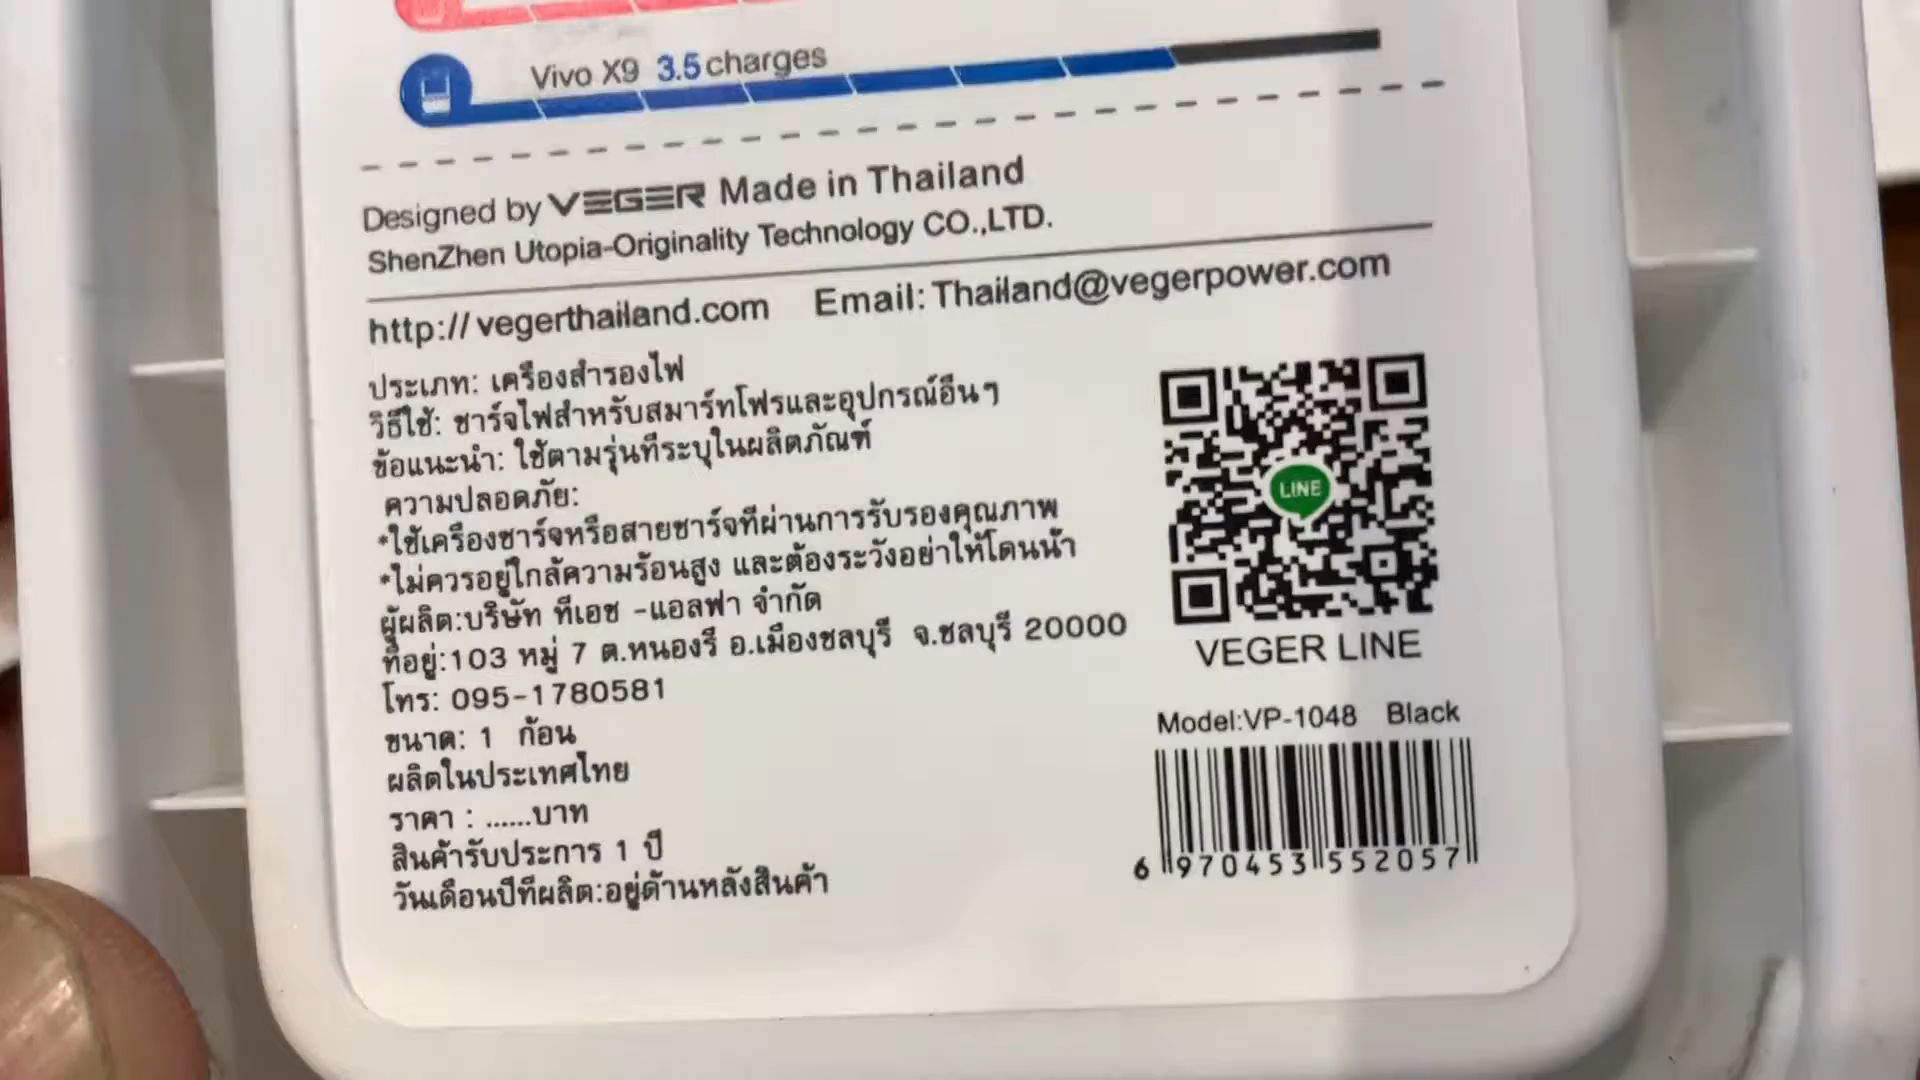 Vivo X9 3.5 charges
Designed by VEGER Made in Thailand
ShenZhen Utopia-Originality Technology CO.,LTD.
http://vegerthailand.com Email: Thailand@vegerpower.com
ประเภท: เครื่องสำรองไฟ
วิธีใช้: ชาร์จไฟสำหรับสมาร์ทโฟรและอุปกรณ์อื่นๆ
ข้อแนะนำ: ใช้ตามรุ่นที่ระบุในผลิตภัณฑ์
ความปลอดภัย:
*ใช้เครื่องชาร์จหรือสายชาร์จที่ผ่านการรับรองคุณภาพ
*ไม่ควรอยู่ใกล้ความร้อนสูง และต้องระวังอย่าให้โดนน้ำ
ผู้ผลิต:บริษัท ทีเอช -แอลฟา จำกัด
ที่อยู่:103 หมู่ 7 ต.หนองรี อ.เมืองชลบุรี จ.ชลบุรี 20000
โทร: 095-1780581
ขนาด: 1 ก้อน
ผลิตในประเทศไทย
ราคา : ......บาท
สินค้ารับประการ 1 ปี
วันเดือนปีที่ผลิต:อยู่ด้านหลังสินค้า
LINE
VEGER LINE
Model:VP-1048 Black
6 970453 552057